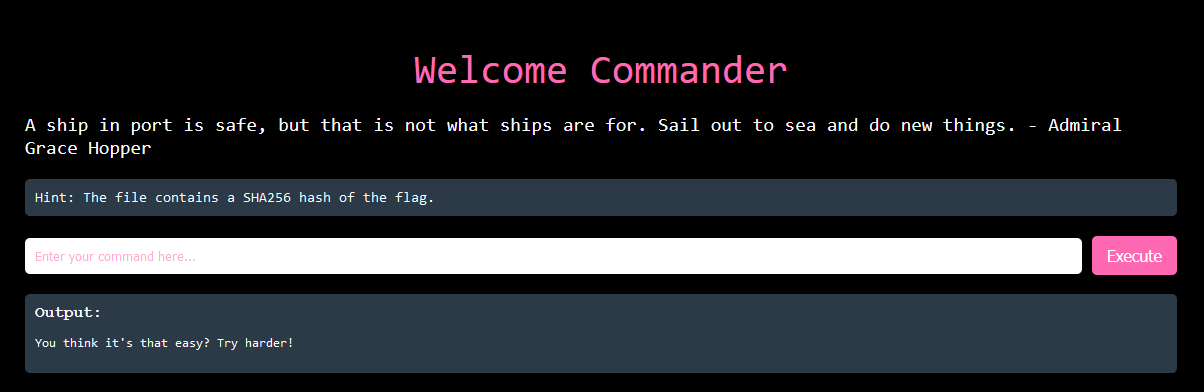 Welcome Commander
A ship in port is safe, but that is not what ships are for. Sail out to sea and do new things. - Admiral
Grace Hopper
Hint: The file contains a SHA256 hash of the flag.
Enter your command here...
Execute
Output:
You think it's that easy? Try harder!